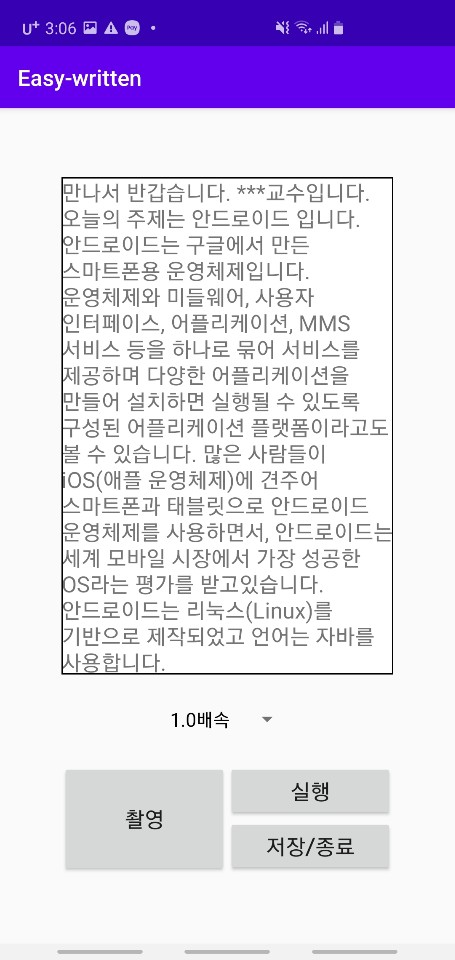 U+ 3:06 Pay
Easy-written
만나서 반갑습니다. ***교수입니다.
오늘의 주제는 안드로이드 입니다.
안드로이드는 구글에서 만든
스마트폰용 운영체제입니다.
운영체제와 미들웨어, 사용자
인터페이스, 어플리케이션, MMS
서비스 등을 하나로 묶어 서비스를
제공하며 다양한 어플리케이션을
만들어 설치하면 실행될 수 있도록
구성된 어플리케이션 플랫폼이라고도
볼 수 있습니다. 많은 사람들이
iOS(애플 운영체제)에 견주어
스마트폰과 태블릿으로 안드로이드
운영체제를 사용하면서, 안드로이드는
세계 모바일 시장에서 가장 성공한
OS라는 평가를 받고있습니다.
안드로이드는 리눅스(Linux)를
기반으로 제작되었고 언어는 자바를
사용합니다.
1.0배속
촬영
실행
저장/종료